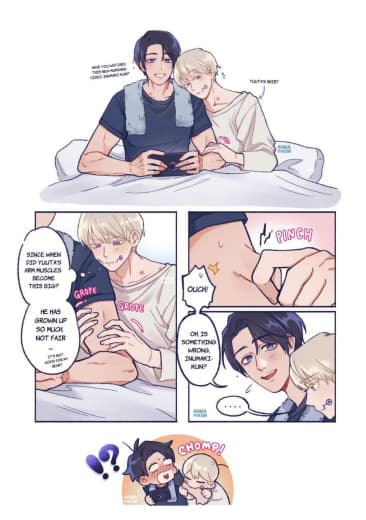 HAVE YOU WATCHED
THIS NEW MUKBANG
VIDEO, INUMAKI-KUN?
YUUTA'S SHIRT
SINCE WHEN
DID YUUTA'S
ARM MUSCLES
BECOME
THIS BIG?
HE HAS
GROWN UP
SO MUCH.
NOT FAIR
...
IT'S NOT
GOOD FOR MY
HEART
GROPE
GROPE
PINCH
OUCH!
OH, IS
SOMETHING
WRONG,
INUMAKI-
KUN?
. . . .
!?
CHOMP!